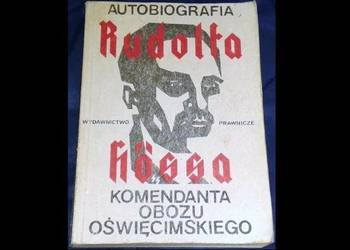 AUTOBIOGRAFIA
Rudolfa
WYDAWNICTWO PRAWNICZE
Hössa
KOMENDANTA
OBOZU
OŚWIĘCIMSKIEGO